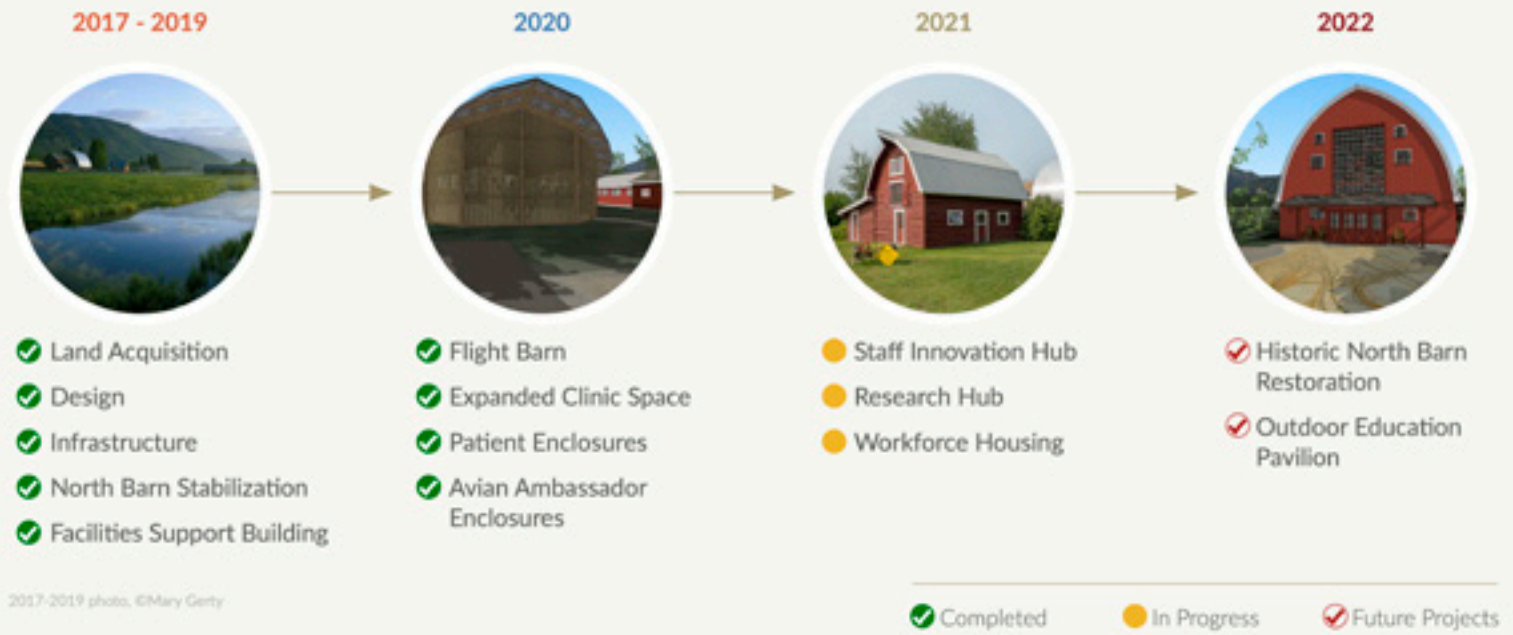 2017 - 2019
2020
2021
2022
Land Acquisition
Design
Infrastructure
North Barn Stabilization
Facilities Support Building
Flight Barn
Expanded Clinic Space
Patient Enclosures
Avian Ambassador
Enclosures
Staff Innovation Hub
Research Hub
Workforce Housing
Historic North Barn
Restoration
Outdoor Education
Pavilion
2017-2019 photo, ©Mary Gerty
Completed
In Progress
Future Projects